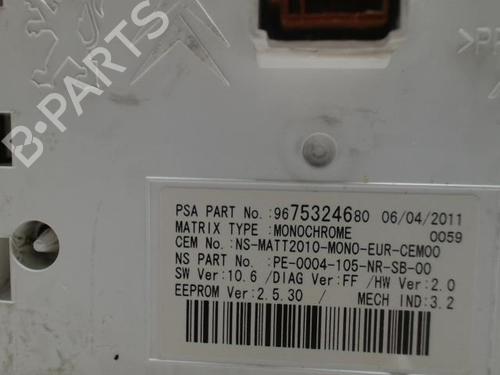 B-PARTS
>PP
PSA PART No.:9675324680 06/04/2011
MATRIX TYPE :MONOCHROME 0059
CEM No.:NS-MATT2010-MONO-EUR-CEM00
NS PART No.:PE-0004-105-NR-SB-00
SW Ver:10.6 /DIAG Ver:FF /HW Ver:2.0
EEPROM Ver:2.5.30 / MECH IND:3.2